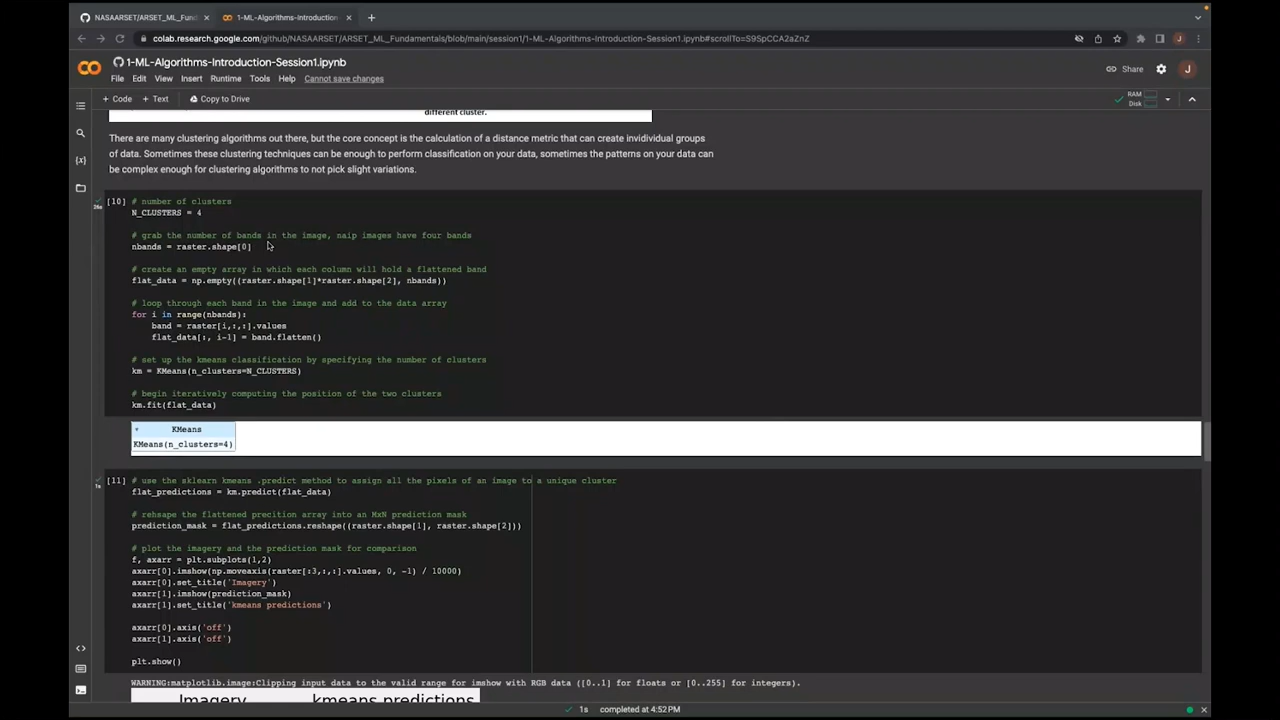 NASAARSET/ARSET_ML_Fund
1-ML-Algorithms-Introduction
colab.research.google.com/github/NASAARSET/ARSET_ML_Fundamentals/blob/main/session1/1-ML-Algorithms-Introduction-Session1.ipynb#scrollTo=S9SpCCA2aZnZ
J
1-ML-Algorithms-Introduction-Session1.ipynb
Share
J
File Edit View Insert Runtime Tools Help Cannot save changes
+ Code + Text Copy to Drive
RAM
Disk
different cluster.
There are many clustering algorithms out there, but the core concept is the calculation of a distance metric that can create invidividual groups
of data. Sometimes these clustering techniques can be enough to perform classification on your data, sometimes the patterns on your data can
be complex enough for clustering algorithms to not pick slight variations.
[10] # number of clusters
26s
N_CLUSTERS = 4
# grab the number of bands in the image, naip images have four bands
nbands = raster.shape[0]
# create an empty array in which each column will hold a flattened band
flat_data = np.empty((raster.shape[1]*raster.shape[2], nbands))
# loop through each band in the image and add to the data array
for i in range(nbands):
band = raster[i,:,:].values
flat_data[:, i-1] = band.flatten()
# set up the kmeans classification by specifying the number of clusters
km = KMeans(n_clusters=N_CLUSTERS)
# begin iteratively computing the position of the two clusters
km.fit(flat_data)
KMeans
KMeans(n_clusters=4)
[11] # use the sklearn kmeans .predict method to assign all the pixels of an image to a unique cluster
1s
flat_predictions = km.predict(flat_data)
# rehsape the flattened precition array into an MxN prediction mask
prediction_mask = flat_predictions.reshape((raster.shape[1], raster.shape[2]))
# plot the imagery and the prediction mask for comparison
f, axarr = plt.subplots(1,2)
axarr[0].imshow(np.moveaxis(raster[:3,:,:].values, 0, -1) / 10000)
axarr[0].set_title('Imagery')
axarr[1].imshow(prediction_mask)
axarr[1].set_title('kmeans predictions')
axarr[0].axis('off')
axarr[1].axis('off')
plt.show()
WARNING:matplotlib.image:Clipping input data to the valid range for imshow with RGB data ([0..1] for floats or [0..255] for integers).
Imagery kmeans predictions
1s completed at 4:52PM